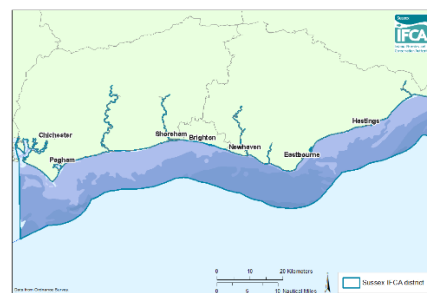 Sussex
IFCA
Chichester
Pagham
Shoreham
Brighton
Newhaven
Eastbourne
Hastings
0 10 20 Kilometers
0 5 10 Nautical Miles
Sussex IFCA district